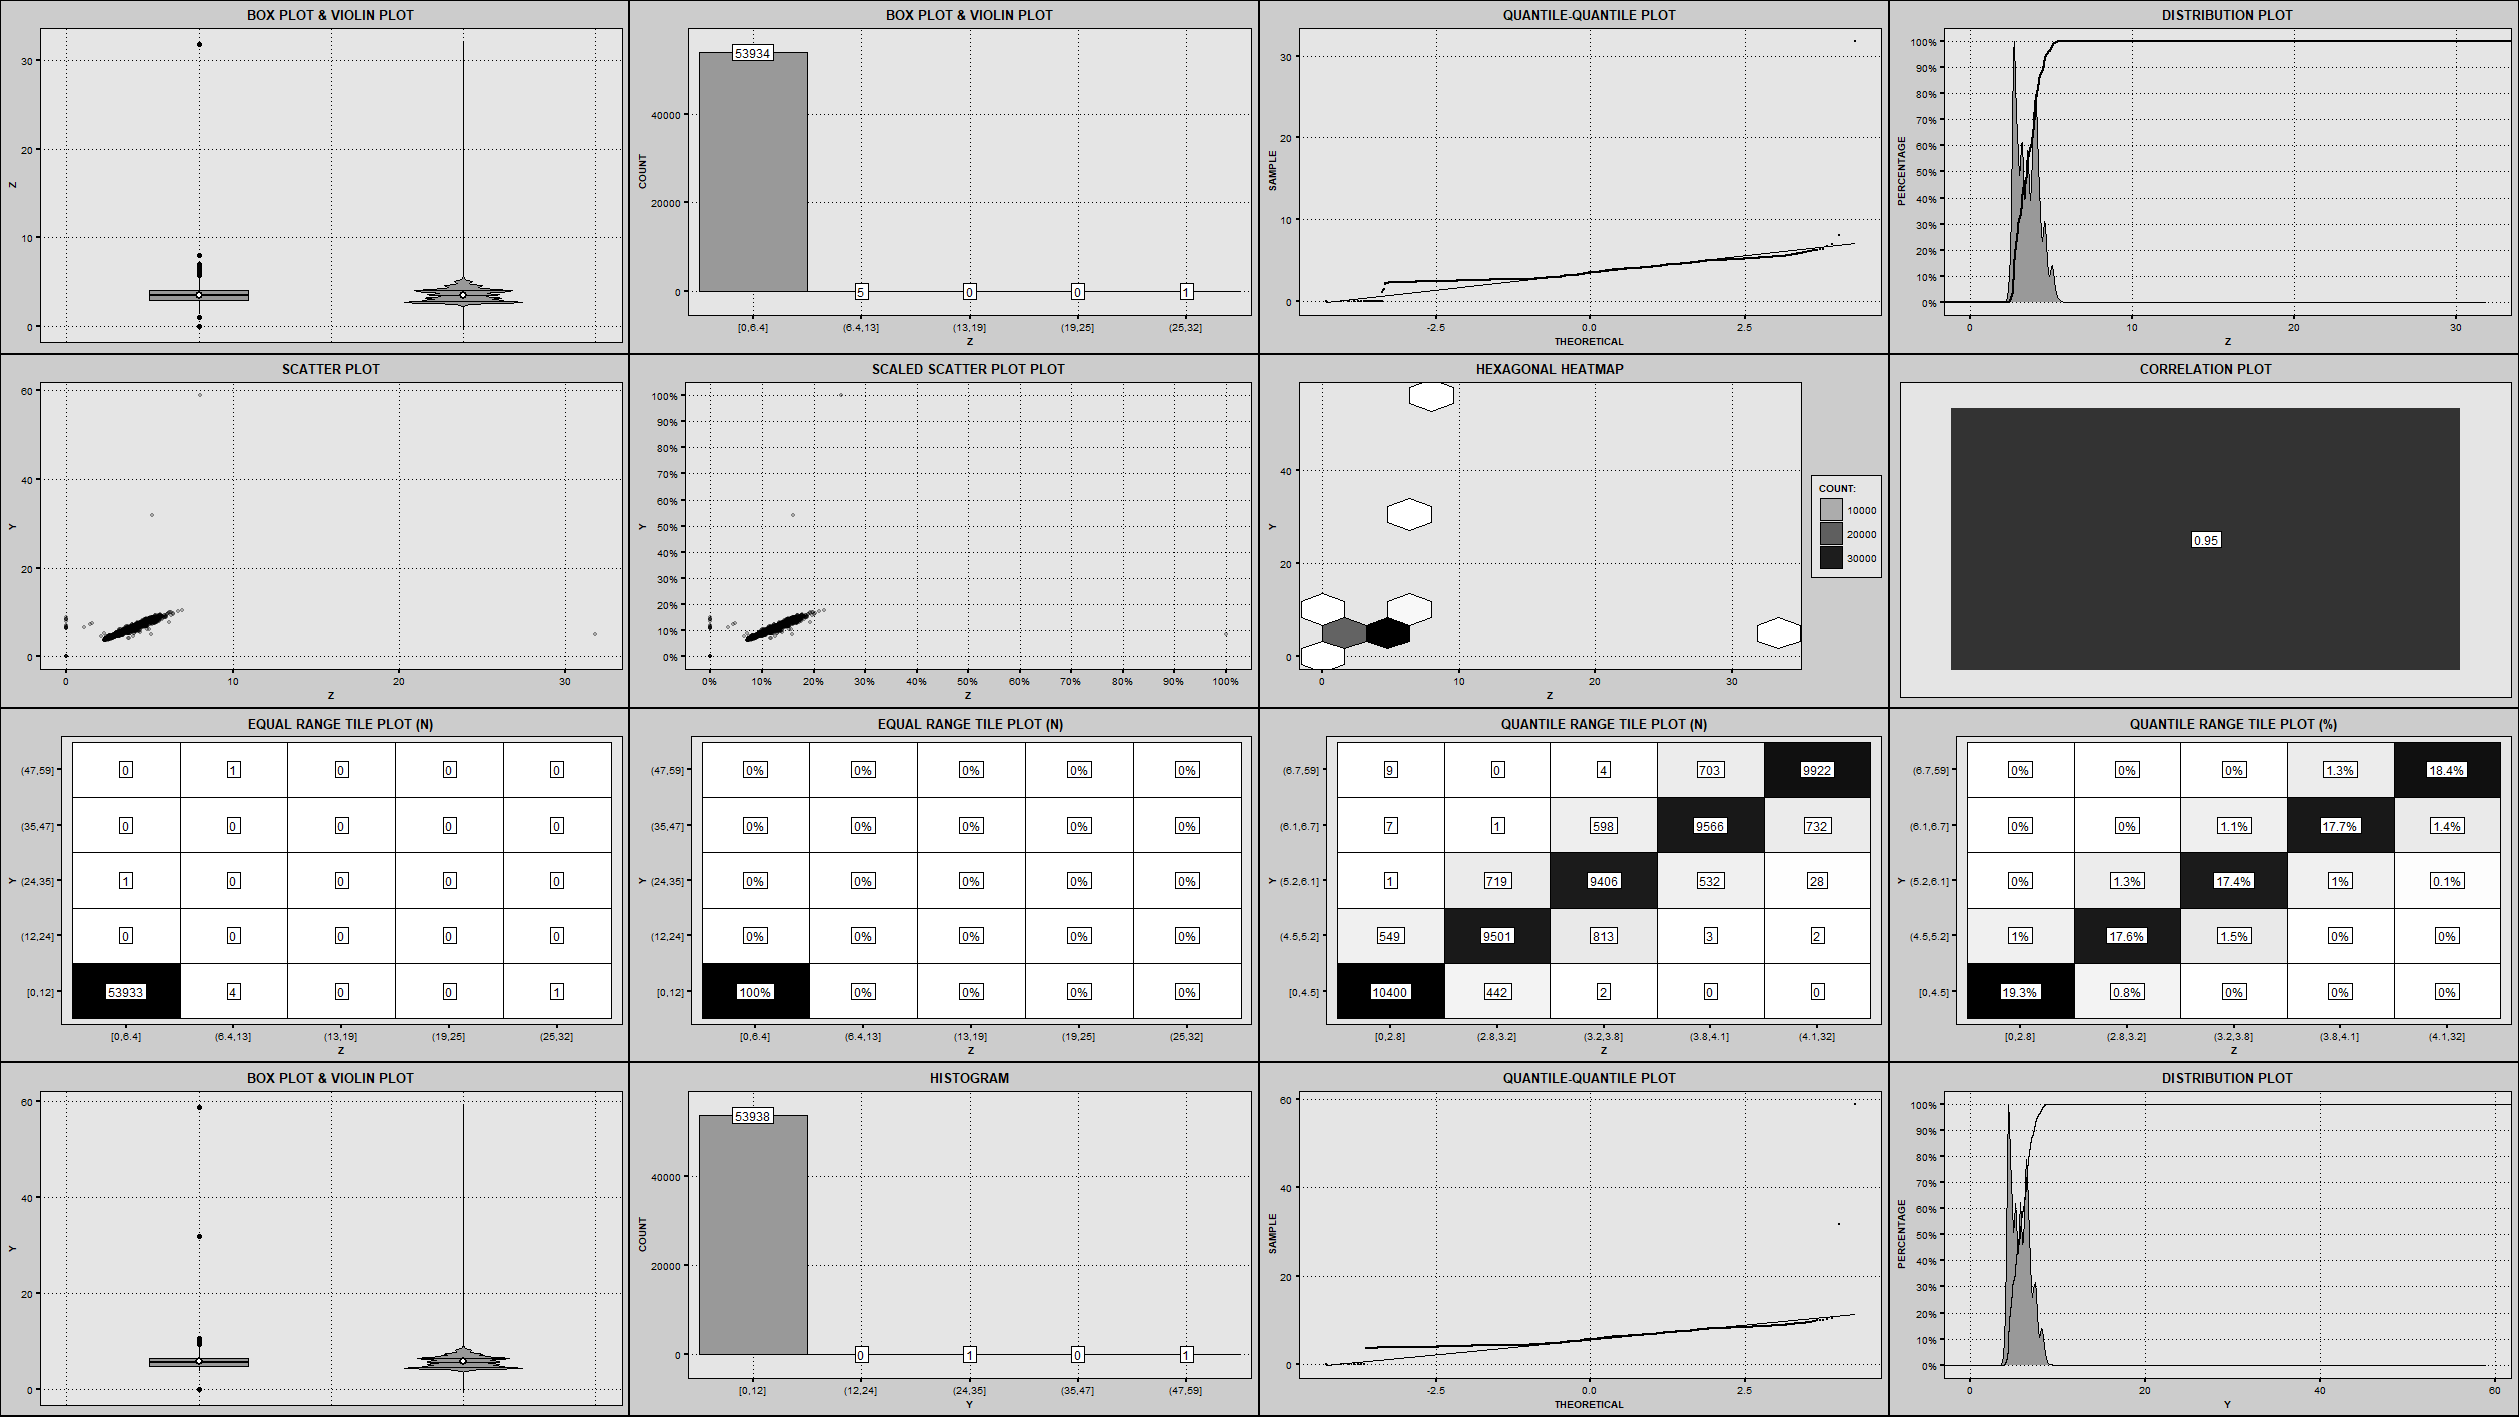 BOX PLOT & VIOLIN PLOT
30
20
10
0
Z
BOX PLOT & VIOLIN PLOT
53934
5
0
0
1
40000
20000
0
COUNT
[0,6.4]
(6.4,13]
(13,19]
(19,25]
(25,32]
Z
QUANTILE-QUANTILE PLOT
30
20
10
0
SAMPLE
-2.5
0.0
2.5
THEORETICAL
DISTRIBUTION PLOT
100%
90%
80%
70%
60%
50%
40%
30%
20%
10%
0%
PERCENTAGE
0
10
20
30
Z
SCATTER PLOT
60
40
20
0
Y
0
10
20
30
Z
SCALED SCATTER PLOT PLOT
100%
90%
80%
70%
60%
50%
40%
30%
20%
10%
0%
Y
0%
10%
20%
30%
40%
50%
60%
70%
80%
90%
100%
Z
HEXAGONAL HEATMAP
40
20
0
Y
0
10
20
30
Z
COUNT:
10000
20000
30000
CORRELATION PLOT
0.95
EQUAL RANGE TILE PLOT (N)
(47,59] 0 1 0 0 0
(35,47] 0 0 0 0 0
Y (24,35] 1 0 0 0 0
(12,24] 0 0 0 0 0
[0,12] 53933 4 0 0 1
[0,6.4] (6.4,13] (13,19] (19,25] (25,32]
Z
EQUAL RANGE TILE PLOT (N)
(47,59] 0% 0% 0% 0% 0%
(35,47] 0% 0% 0% 0% 0%
Y (24,35] 0% 0% 0% 0% 0%
(12,24] 0% 0% 0% 0% 0%
[0,12] 100% 0% 0% 0% 0%
[0,6.4] (6.4,13] (13,19] (19,25] (25,32]
Z
QUANTILE RANGE TILE PLOT (N)
(6.7,59] 9 0 4 703 9922
(6.1,6.7] 7 1 598 9566 732
Y (5.2,6.1] 1 719 9406 532 28
(4.5,5.2] 549 9501 813 3 2
[0,4.5] 10400 442 2 0 0
[0,2.8] (2.8,3.2] (3.2,3.8] (3.8,4.1] (4.1,32]
Z
QUANTILE RANGE TILE PLOT (%)
(6.7,59] 0% 0% 0% 1.3% 18.4%
(6.1,6.7] 0% 0% 1.1% 17.7% 1.4%
Y (5.2,6.1] 0% 1.3% 17.4% 1% 0.1%
(4.5,5.2] 1% 17.6% 1.5% 0% 0%
[0,4.5] 19.3% 0.8% 0% 0% 0%
[0,2.8] (2.8,3.2] (3.2,3.8] (3.8,4.1] (4.1,32]
Z
BOX PLOT & VIOLIN PLOT
60
40
20
0
Y
HISTOGRAM
53938
0
1
0
1
40000
20000
0
COUNT
[0,12]
(12,24]
(24,35]
(35,47]
(47,59]
Y
QUANTILE-QUANTILE PLOT
60
40
20
0
SAMPLE
-2.5
0.0
2.5
THEORETICAL
DISTRIBUTION PLOT
100%
90%
80%
70%
60%
50%
40%
30%
20%
10%
0%
PERCENTAGE
0
20
40
60
Y